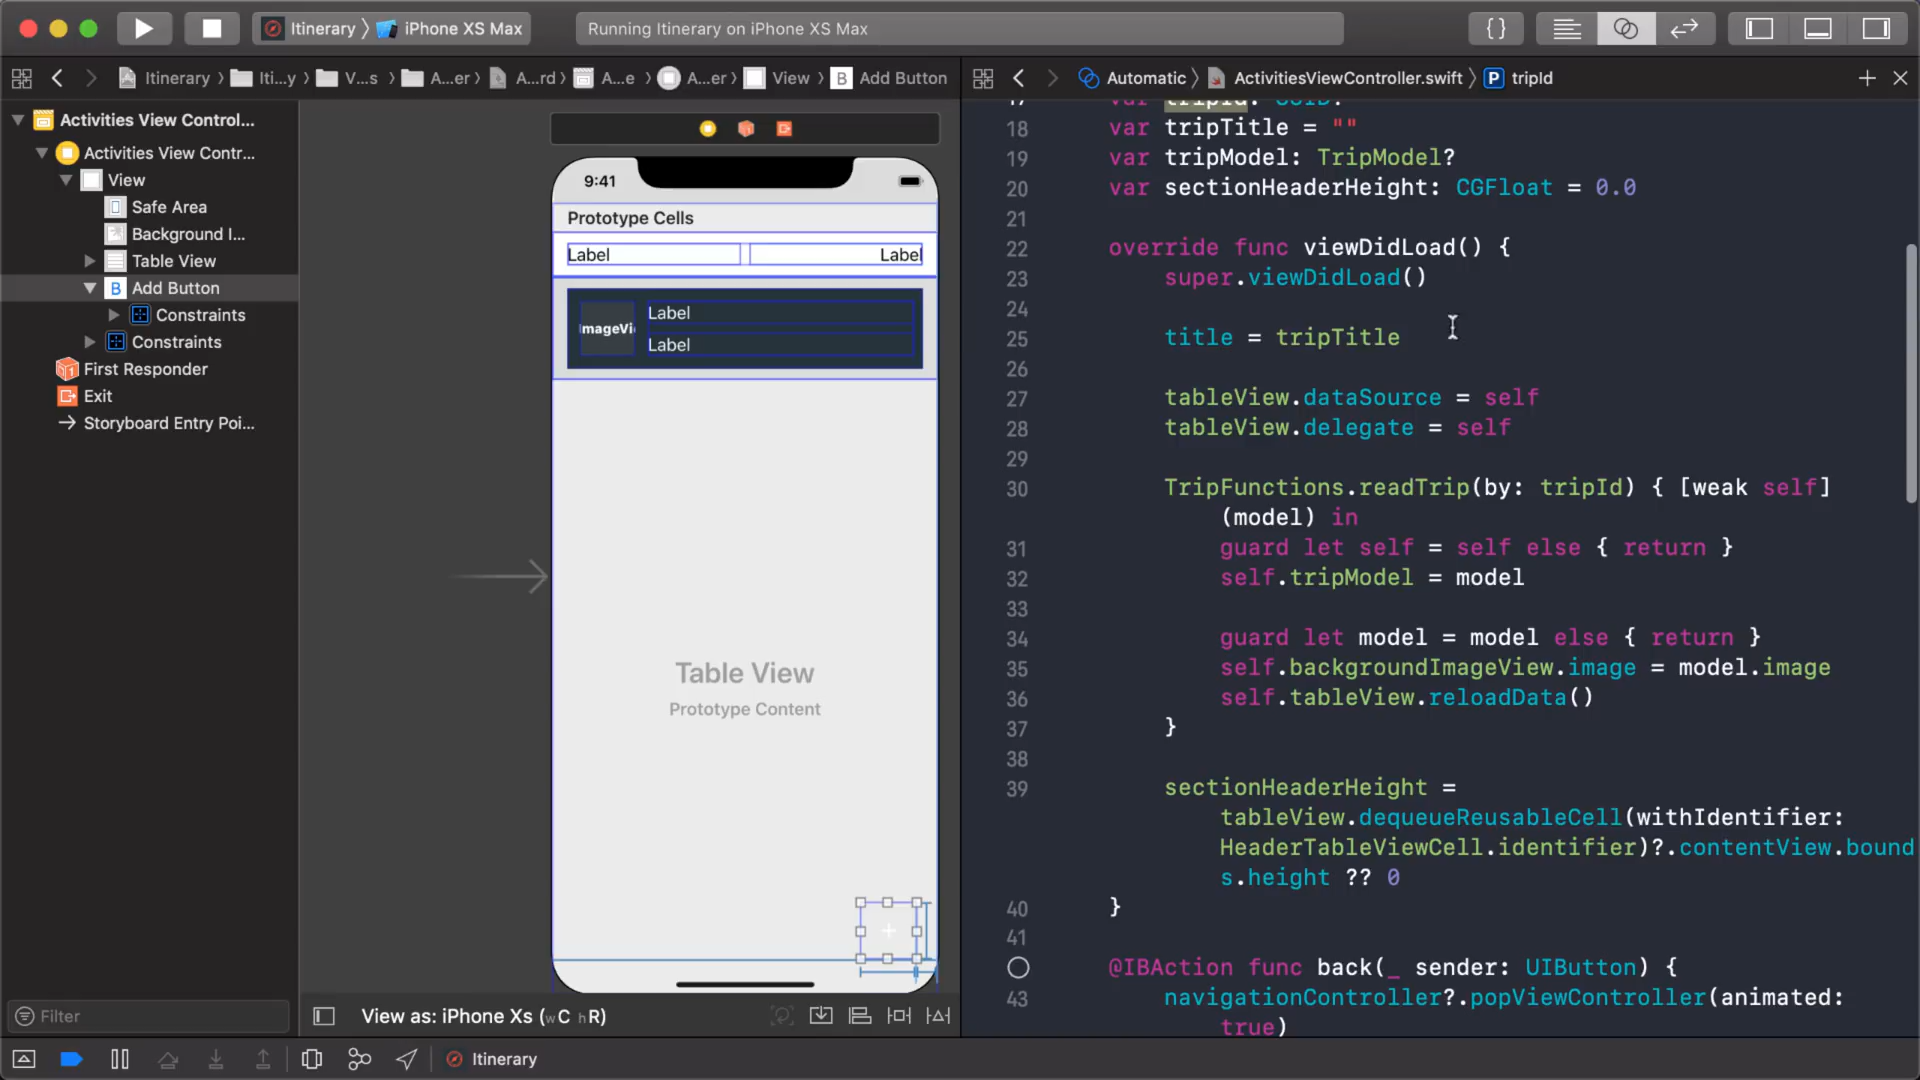 Itinerary
iPhone XS Max
Running Itinerary on iPhone XS Max
{ }
Itinerary
Iti...y
V...s
A...er
A...rd
A...e
A...er
View
B
Add Button
Automatic
ActivitiesViewController.swift
P
tripId
Activities View Control...
Activities View Contr...
View
Safe Area
Background I...
Table View
B
Add Button
Constraints
Constraints
First Responder
Exit
Storyboard Entry Poi...
9:41
Prototype Cells
Label
Label
mageVi
Label
Label
Table View
Prototype Content
+
17 var tripId: UUID!
18 var tripTitle = ""
19 var tripModel: TripModel?
20 var sectionHeaderHeight: CGFloat = 0.0
21
22 override func viewDidLoad() {
23 super.viewDidLoad()
24
25 title = tripTitle
26
27 tableView.dataSource = self
28 tableView.delegate = self
29
30 TripFunctions.readTrip(by: tripId) { [weak self]
(model) in
31 guard let self = self else { return }
32 self.tripModel = model
33
34 guard let model = model else { return }
35 self.backgroundImageView.image = model.image
36 self.tableView.reloadData()
37 }
38
39 sectionHeaderHeight =
tableView.dequeueReusableCell(withIdentifier:
HeaderTableViewCell.identifier)?.contentView.bound
s.height ?? 0
40 }
41
@IBAction func back(_ sender: UIButton) {
43 navigationController?.popViewController(animated:
true)
Filter
View as: iPhone Xs (wC hR)
Itinerary